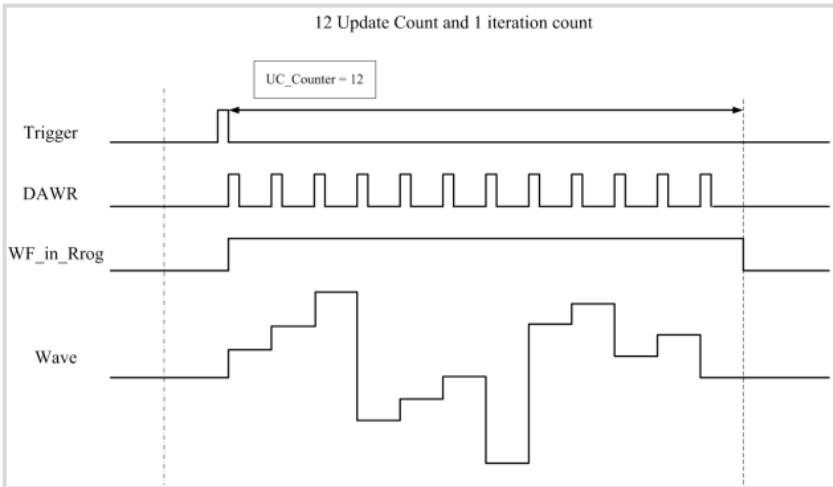 12 Update Count and 1 iteration count
UC_Counter = 12
Trigger
DAWR
WF_in_Rrog
Wave